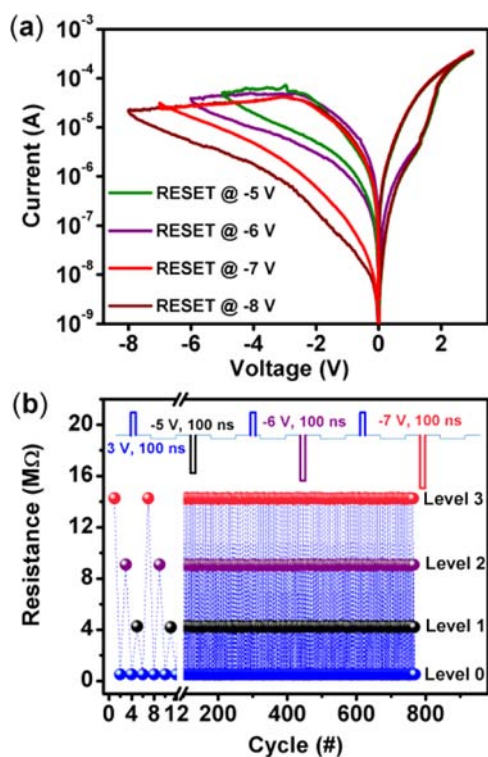 (a)
10⁻³
10⁻⁴
10⁻⁵
10⁻⁶
10⁻⁷
10⁻⁸
10⁻⁹
Current (A)
RESET @ -5 V
RESET @ -6 V
RESET @ -7 V
RESET @ -8 V
-8 -6 -4 -2 0 2
Voltage (V)
(b)
20
16
12
8
4
0
Resistance (MΩ)
3 V, 100 ns
-5 V, 100 ns
-6 V, 100 ns
-7 V, 100 ns
Level 3
Level 2
Level 1
Level 0
0 4 8 12 200 400 600 800
Cycle (#)